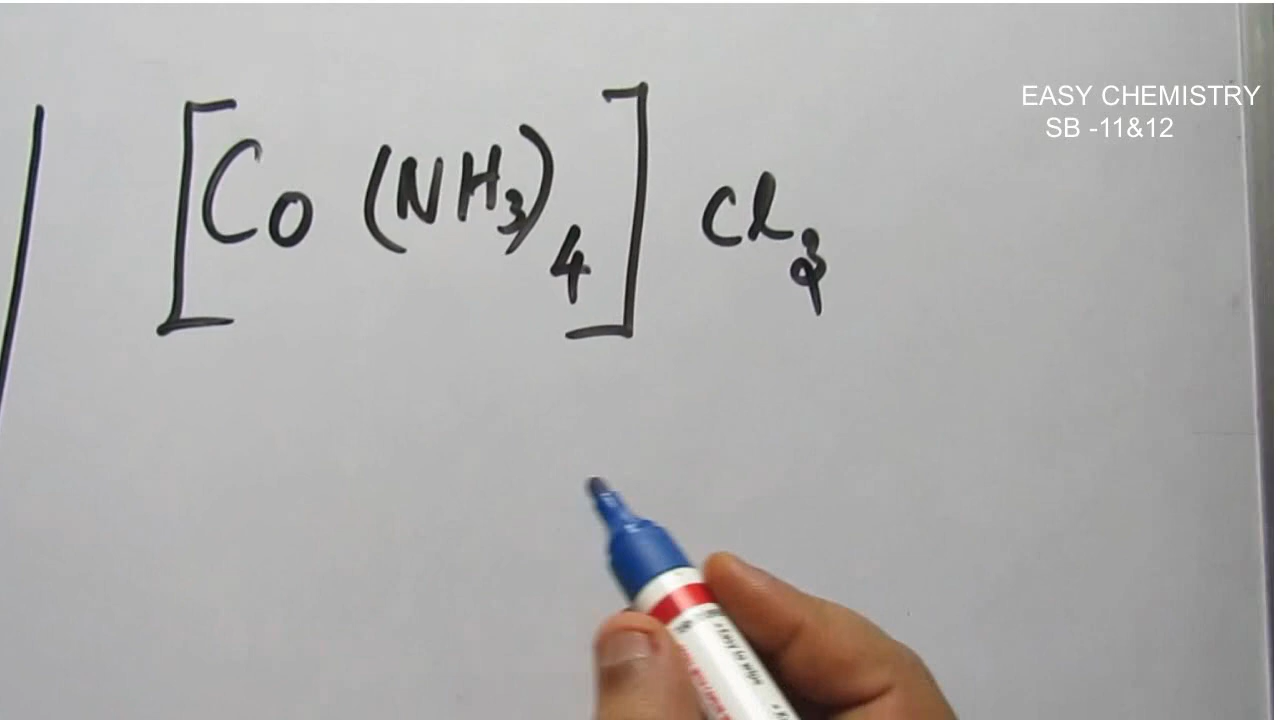 [Co (NH₃)₄] Cl₃
EASY CHEMISTRY
SB -11&12